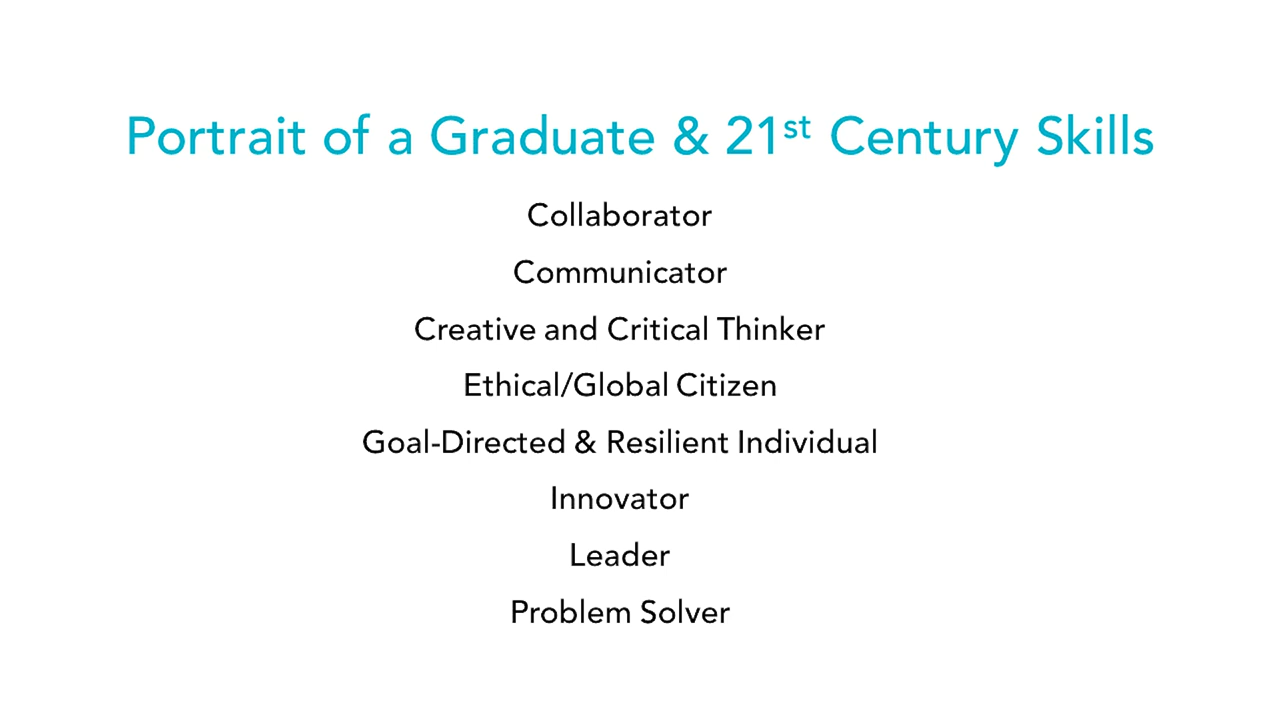 Portrait of a Graduate & 21st Century Skills
Collaborator
Communicator
Creative and Critical Thinker
Ethical/Global Citizen
Goal-Directed & Resilient Individual
Innovator
Leader
Problem Solver